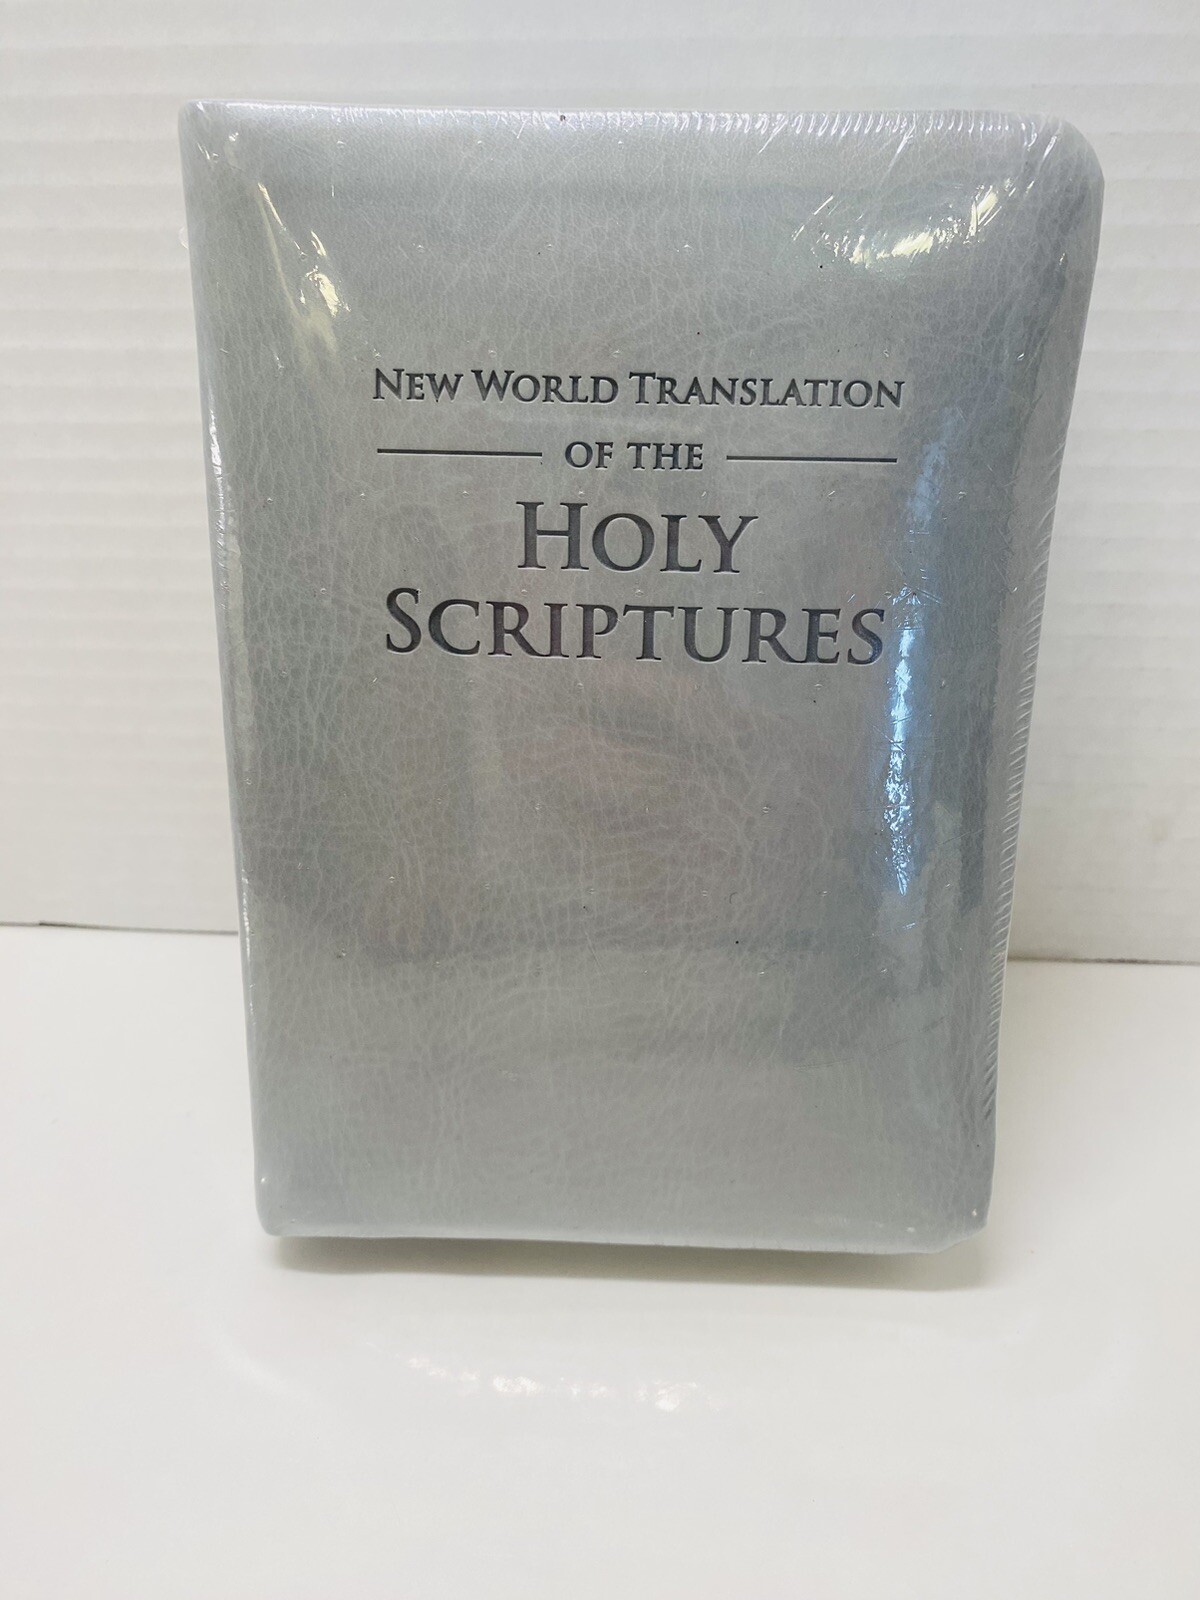 New World Translation
of the
Holy
Scriptures